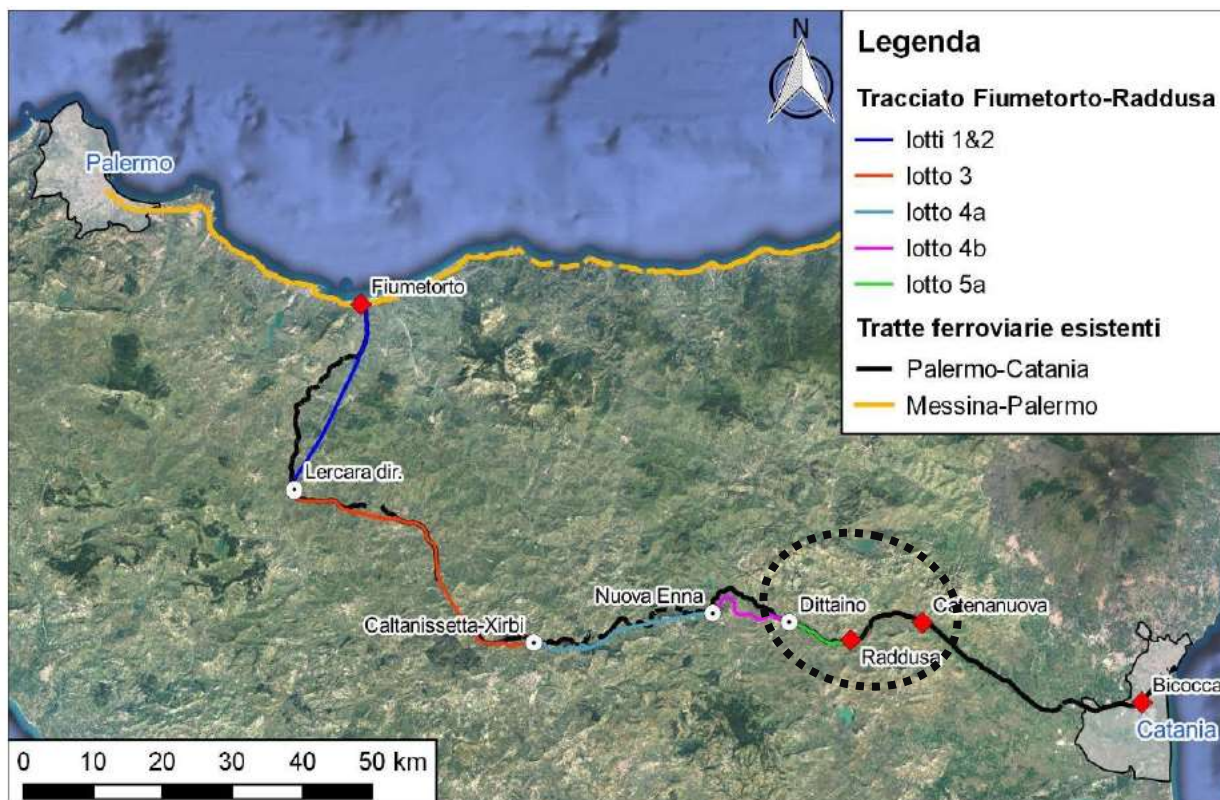 N
Legenda
Tracciato Fiumetorto-Raddusa
lotti 1&2
lotto 3
lotto 4a
lotto 4b
lotto 5a
Tratte ferroviarie esistenti
Palermo-Catania
Messina-Palermo
Palermo
Fiumetorto
Lercara dir.
Caltanissetta-Xirbi
Nuova Enna
Dittaino
Catenanuova
Raddusa
Bicocca
Catania
0 10 20 30 40 50 km